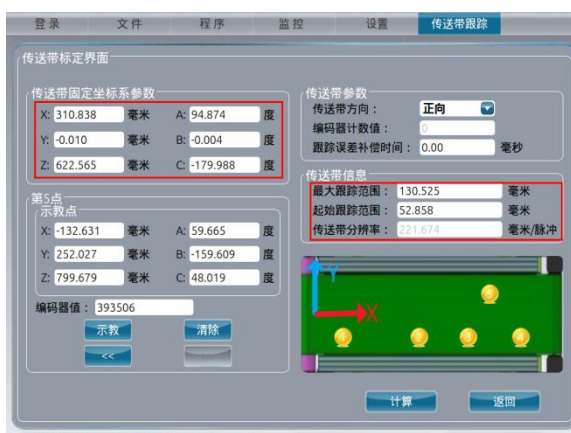 登录 文件 程序 监控 设置 传送带跟踪
传送带标定界面
传送带固定坐标系参数
X: 310.838 毫米 A: 94.874 度
Y: -0.010 毫米 B: -0.004 度
Z: 622.565 毫米 C: -179.988 度
第5点
示教点
X: -132.631 毫米 A: 59.665 度
Y: 252.027 毫米 B: -159.609 度
Z: 799.679 毫米 C: 48.019 度
编码器值： 393506
示教 清除
<<
传送带参数
传送带方向： 正向
编码器计数值： 0
跟踪误差补偿时间： 0.00 毫秒
传送带信息
最大跟踪范围： 130.525 毫米
起始跟踪范围： 52.858 毫米
传送带分辨率： 221.674 毫米/脉冲
Y
X
5
1 2 3 4
计算 返回